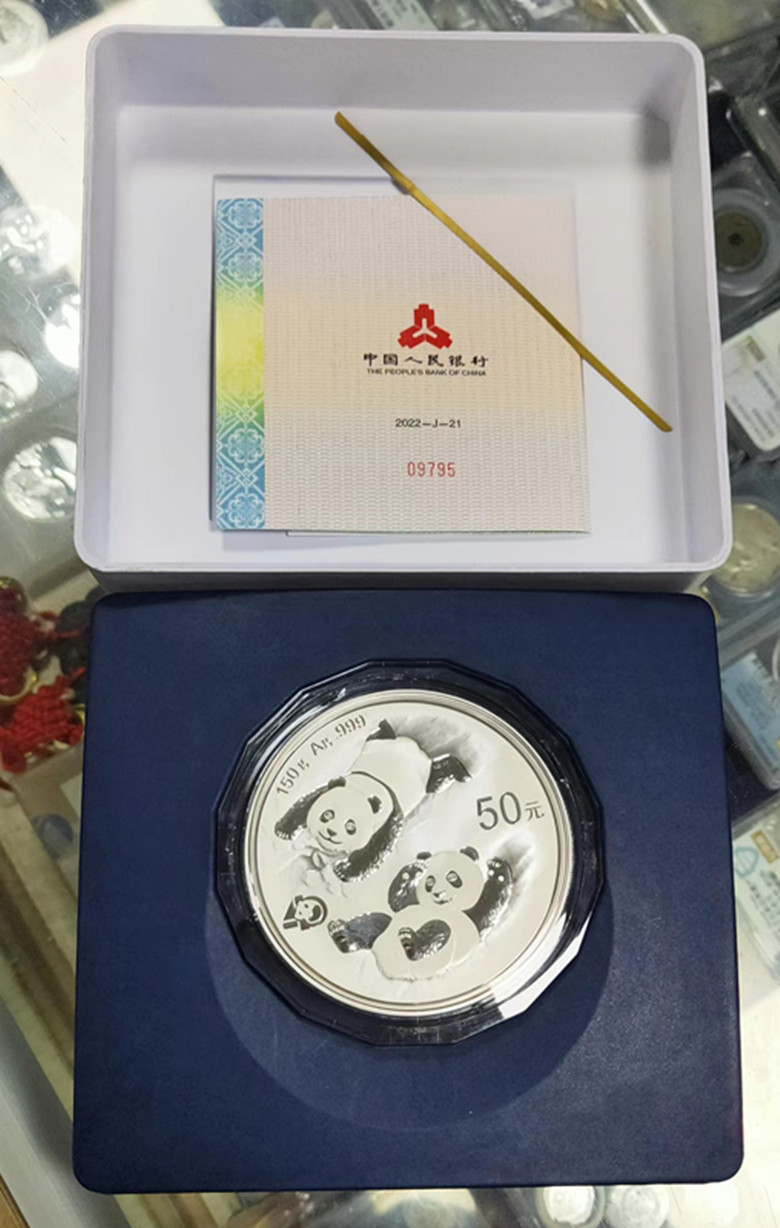 中国人民银行
THE PEOPLE'S BANK OF CHINA
2022-J-21
09795
150g Ag .999
50元